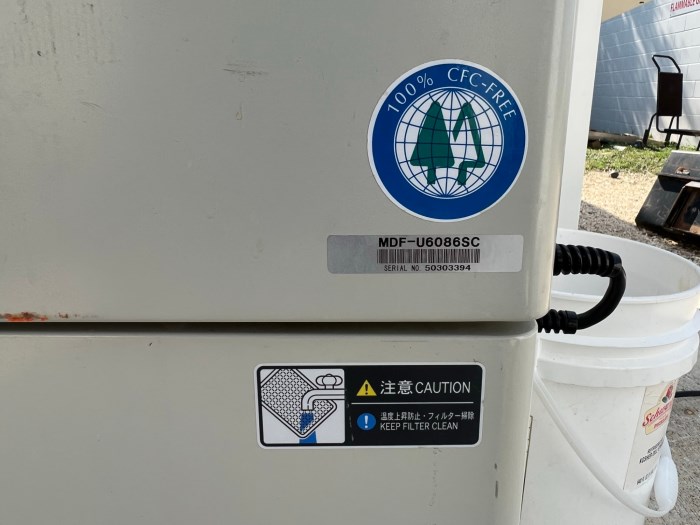 FLAMMABLE
100% CFC-FREE
MDF-U6086SC
SERIAL NO 50303394
注意 CAUTION
温度上昇防止・フィルター掃除
KEEP FILTER CLEAN